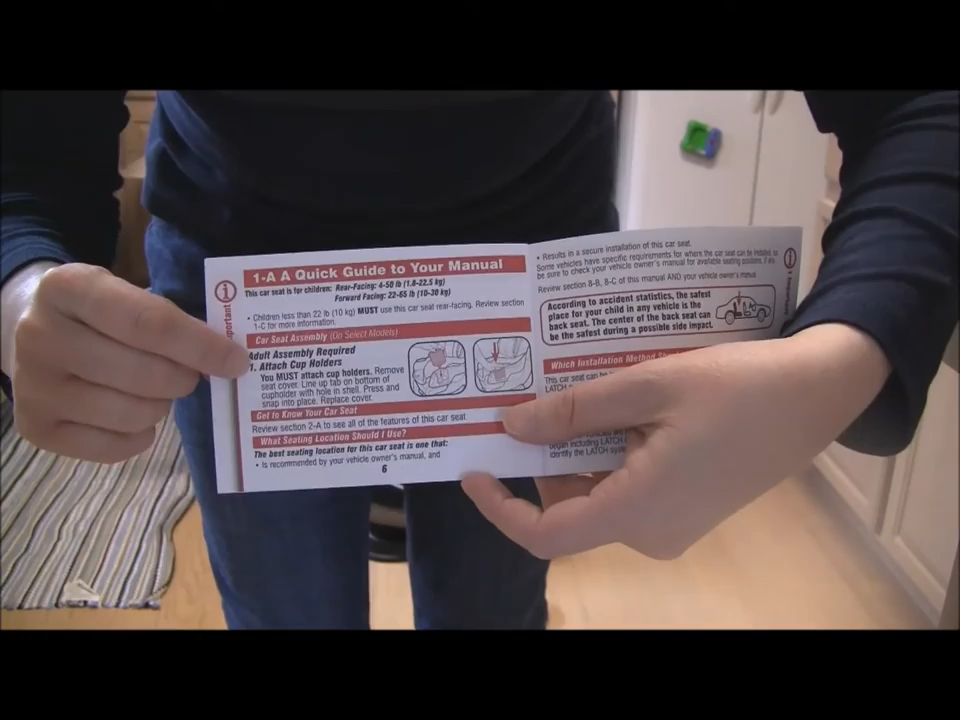 1-A A Quick Guide to Your Manual
This car seat is for children: Rear-Facing: 4-50 lb (1.8-22.5 kg)
Forward Facing: 22-65 lb (10-30 kg)
• Children less than 22 lb (10 kg) MUST use this car seat rear-facing. Review section
1-C for more information.
Car Seat Assembly (On Select Models)
Adult Assembly Required
1. Attach Cup Holders
You MUST attach cup holders. Remove
seat cover. Line up tab on bottom of
cupholder with hole in shell. Press and
snap into place. Replace cover.
Get to Know Your Car Seat
Review section 2-A to see all of the features of this car seat.
What Seating Location Should I Use?
The best seating location for this car seat is one that:
• Is recommended by your vehicle owner's manual, and
6
• Results in a secure installation of this car seat.
Some vehicles have specific requirements for where the car seat can be installed
be sure to check your vehicle owner's manual for available seating positions, if any.
Review section 8-B, 8-C of this manual AND your vehicle owner's manual
According to accident statistics, the safest
place for your child in any vehicle is the
back seat. The center of the back seat can
be the safest during a possible side impact.
Which Installation Method
This car seat can be
LATCH
began including LATCH
identify the LATCH